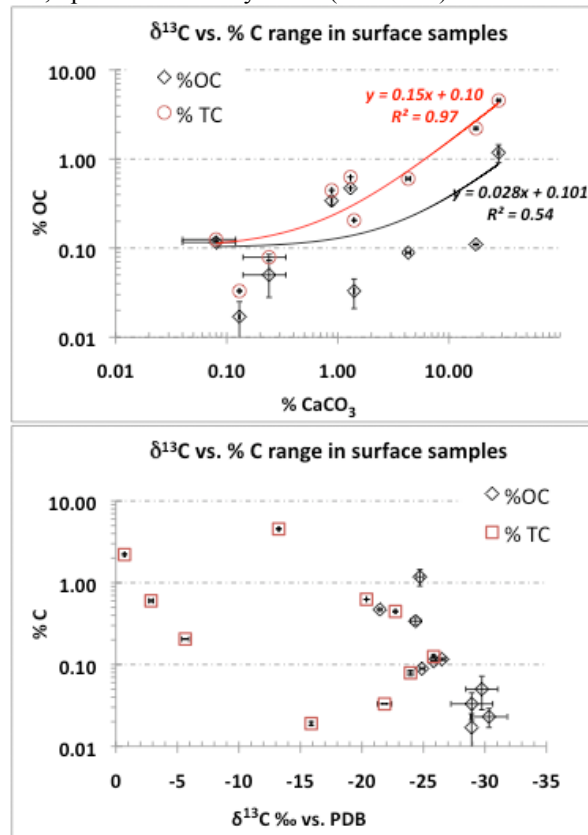 δ¹³C vs. % C range in surface samples
10.00
%OC
% TC
y = 0.15x + 0.10
R² = 0.97
1.00
y = 0.028x + 0.101
R² = 0.54
% OC
0.10
0.01
0.01 0.10 1.00 10.00
% CaCO₃
δ¹³C vs. % C range in surface samples
10.00
%OC
% TC
1.00
% C
0.10
0.01
0 -5 -10 -15 -20 -25 -30 -35
δ¹³C ‰ vs. PDB